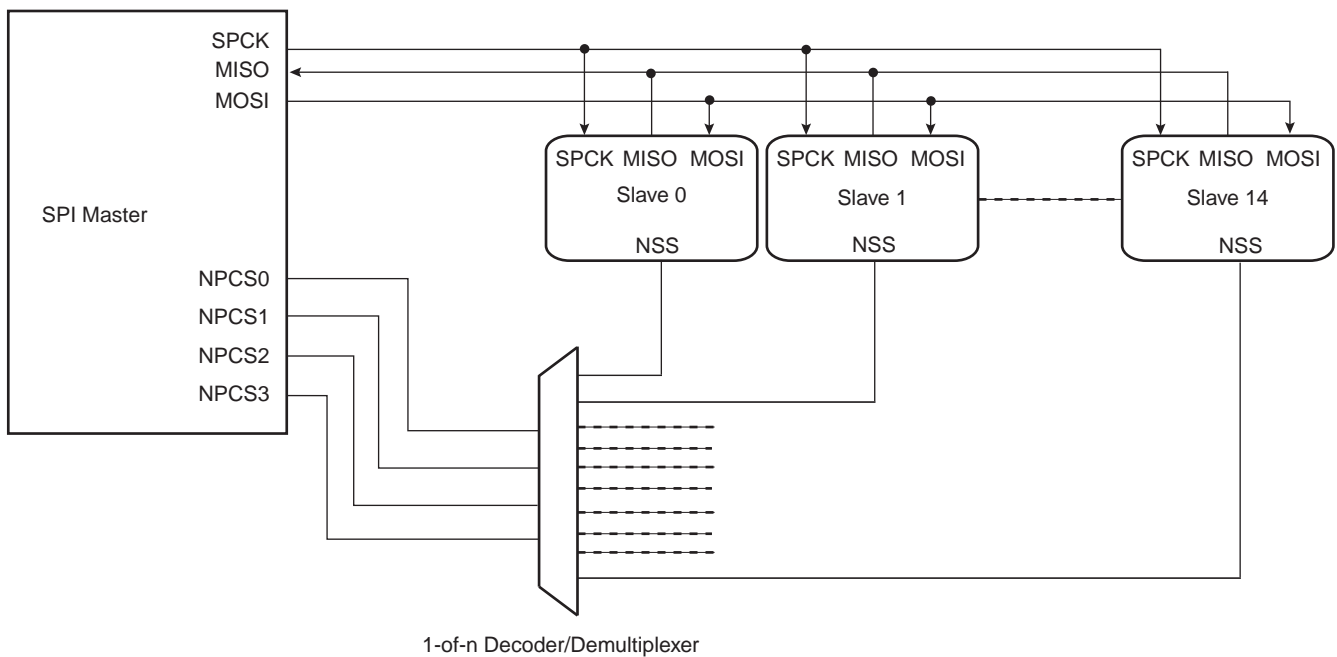 SPCK
MISO
MOSI
SPI Master
NPCS0
NPCS1
NPCS2
NPCS3
SPCK MISO MOSI
Slave 0
NSS
SPCK MISO MOSI
Slave 1
NSS
SPCK MISO MOSI
Slave 14
NSS
1-of-n Decoder/Demultiplexer